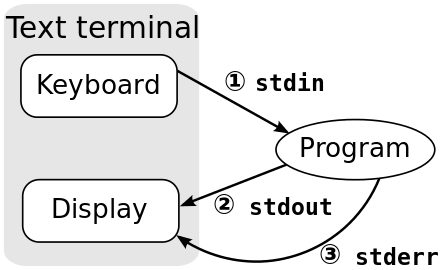 Text terminal
Keyboard
① stdin
Program
Display
② stdout
③ stderr